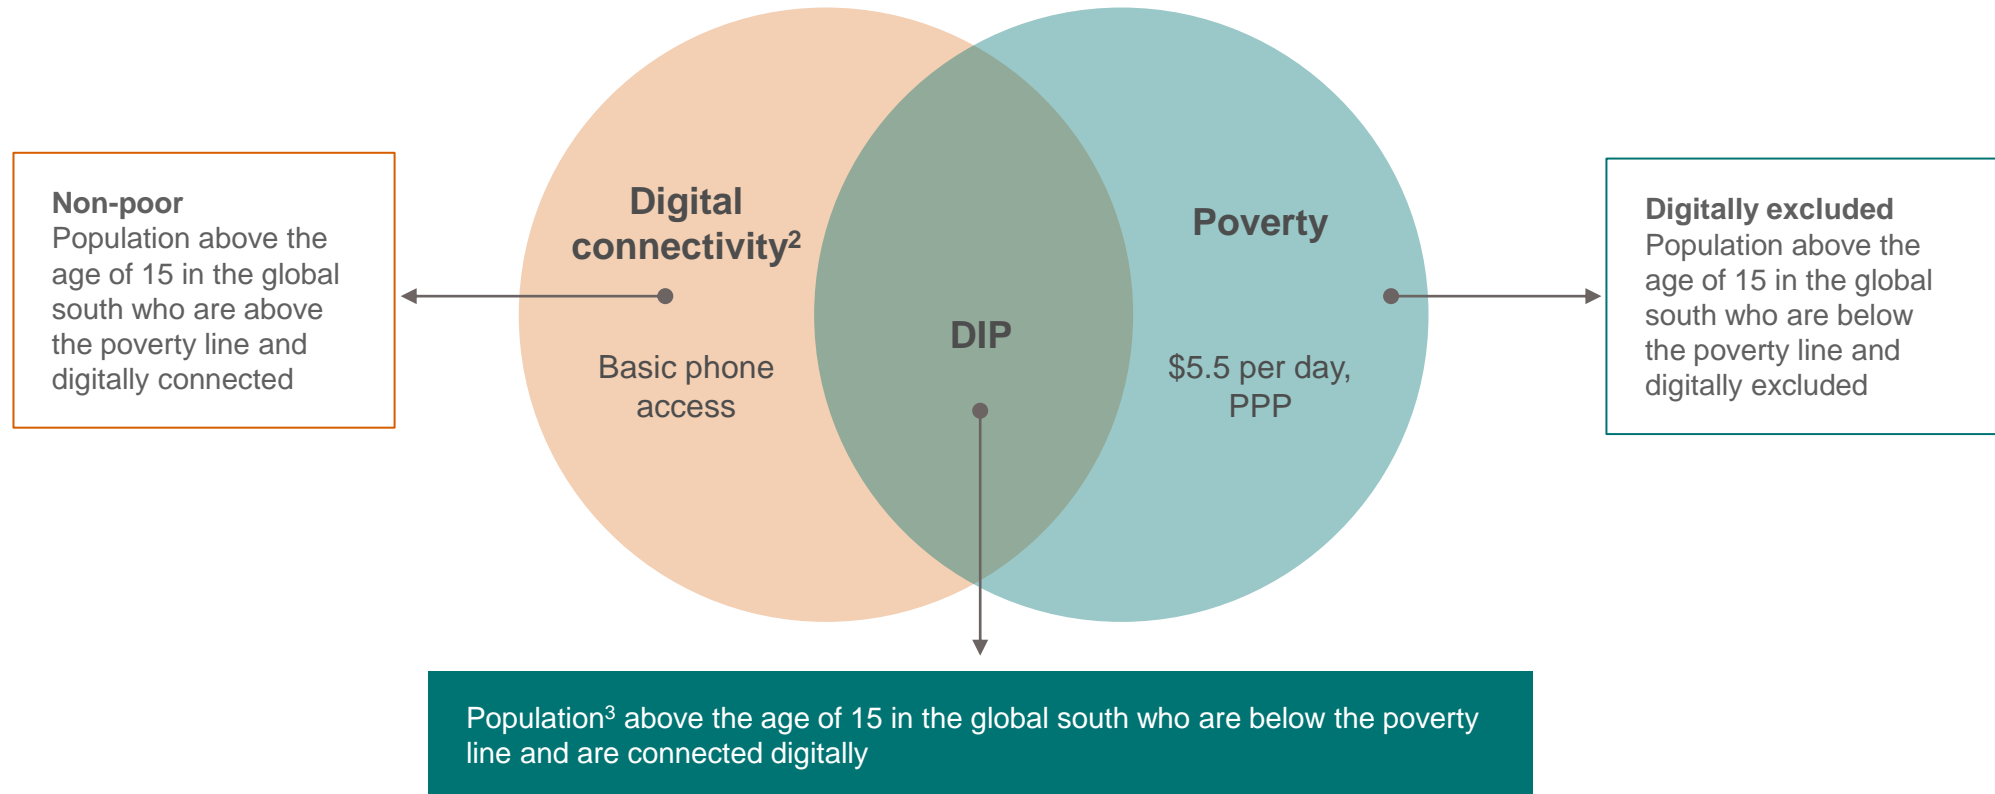 Non-poor
Population above the
age of 15 in the global
south who are above
the poverty line and
digitally connected
Digital
connectivity²
Basic phone
access
DIP
Poverty
$5.5 per day,
PPP
Digitally excluded
Population above the
age of 15 in the global
south who are below
the poverty line and
digitally excluded
Population³ above the age of 15 in the global south who are below the poverty
line and are connected digitally